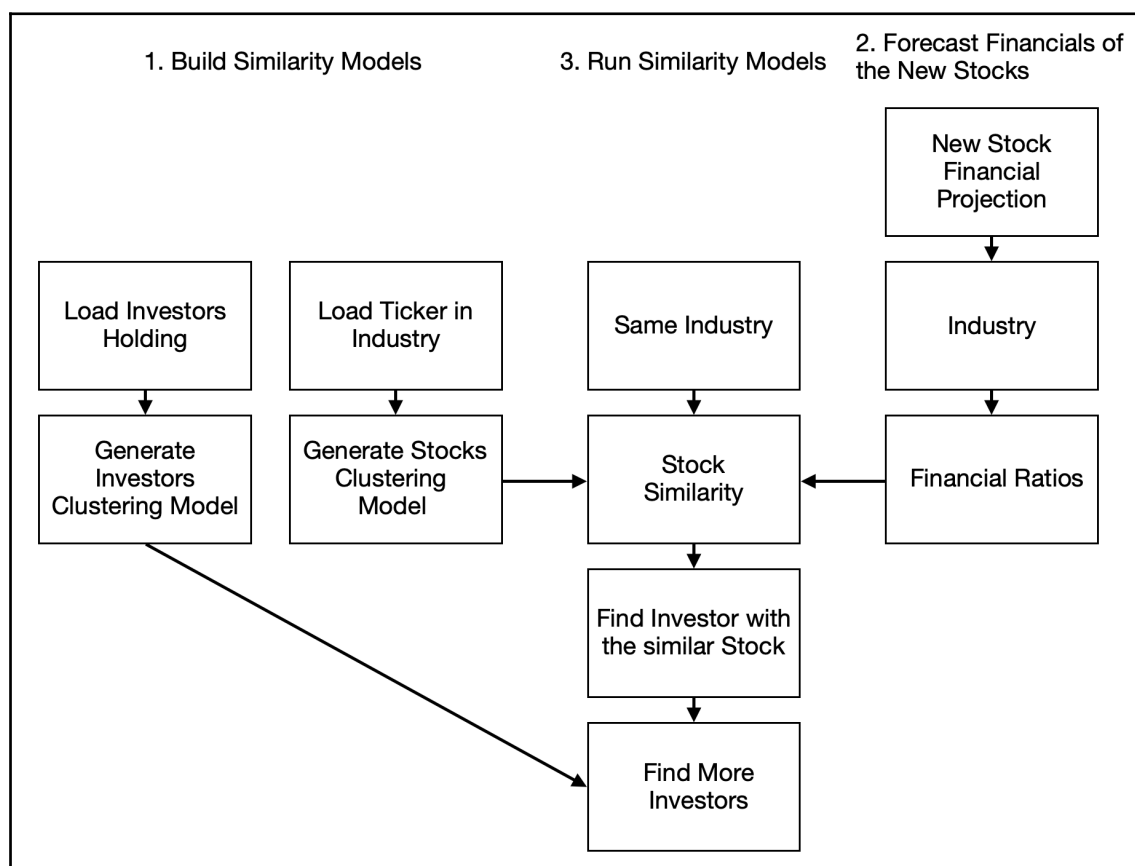 1. Build Similarity Models
3. Run Similarity Models
2. Forecast Financials of
the New Stocks
New Stock
Financial
Projection
Load Investors
Holding
Load Ticker in
Industry
Same Industry
Industry
Generate
Investors
Clustering Model
Generate Stocks
Clustering
Model
Stock
Similarity
Financial Ratios
Find Investor with
the similar Stock
Find More
Investors